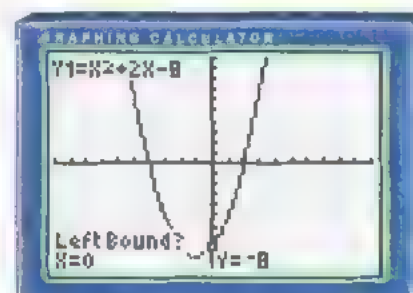 GRAPHING CALCULATOR
Y1=X2+2X-8
Left Bound?
X=0 Y=-8